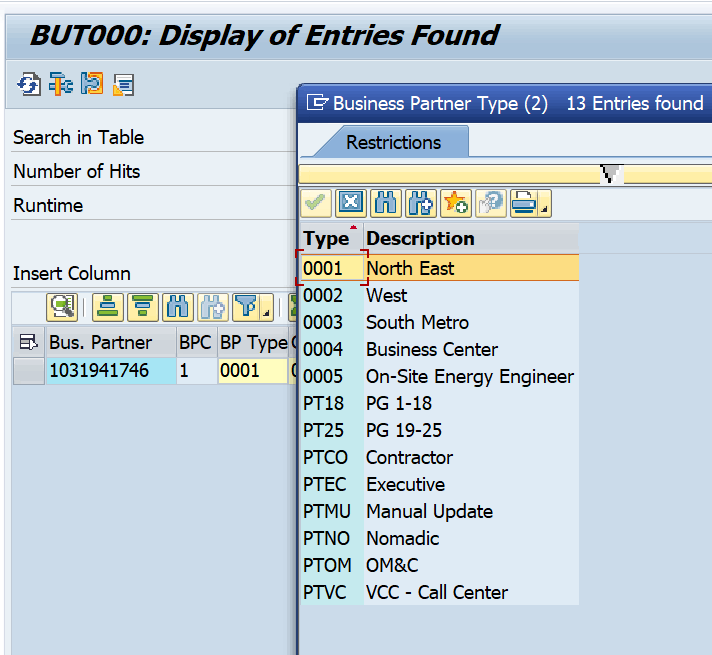 BUT000: Display of Entries Found
Search in Table
Number of Hits
Runtime
Insert Column
Bus. Partner BPC BP Type
1031941746 1 0001
Business Partner Type (2) 13 Entries found
Restrictions
Type Description
0001 North East
0002 West
0003 South Metro
0004 Business Center
0005 On-Site Energy Engineer
PT18 PG 1-18
PT25 PG 19-25
PTCO Contractor
PTEC Executive
PTMU Manual Update
PTNO Nomadic
PTOM OM&C
PTVC VCC - Call Center